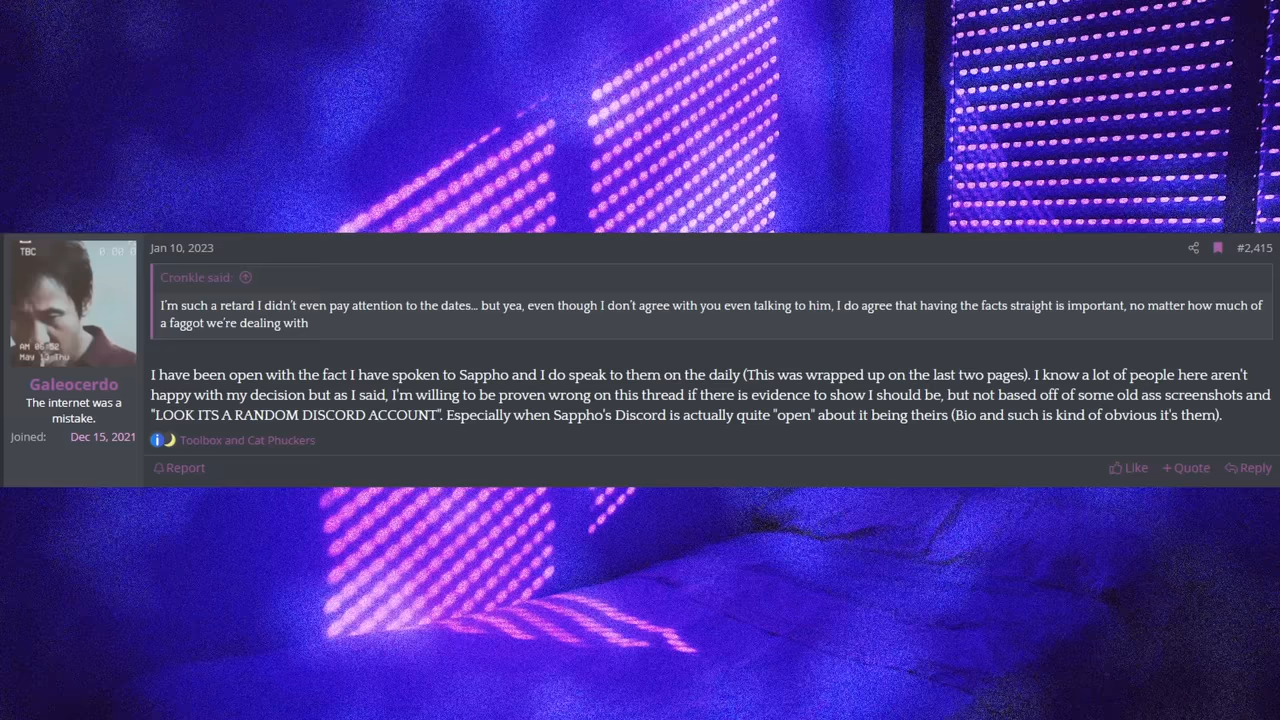 TBC
0:00 0
AM 06:52
Jan 10, 2023
#2,415
Cronkle said:
I'm such a retard I didn't even pay attention to the dates... but yea, even though I don't agree with you even talking to him, I do agree that having the facts straight is important, no matter how much of
a faggot we're dealing with
Galeocerdo
The internet was a
mistake.
Joined: Dec 15, 2021
I have been open with the fact I have spoken to Sappho and I do speak to them on the daily (This was wrapped up on the last two pages). I know a lot of people here aren't
happy with my decision but as I said, I'm willing to be proven wrong on this thread if there is evidence to show I should be, but not based off of some old ass screenshots and
"LOOK ITS A RANDOM DISCORD ACCOUNT". Especially when Sappho's Discord is actually quite "open" about it being theirs (Bio and such is kind of obvious it's them).
Toolbox and Cat Phuckers
Report
Like + Quote Reply